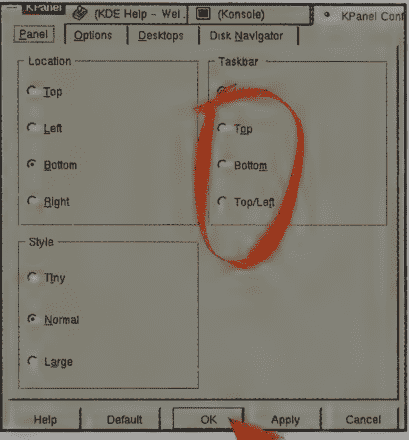 KPanel (KDE Help - Wel. (Konsole) KPanel Conf
Panel Options Desktops Disk Navigator
Location Taskbar
Top
Left Top
Bottom Bottom
Right Top/Left
Style
Tiny
Normal
Large
Help Default OK Apply Cancel